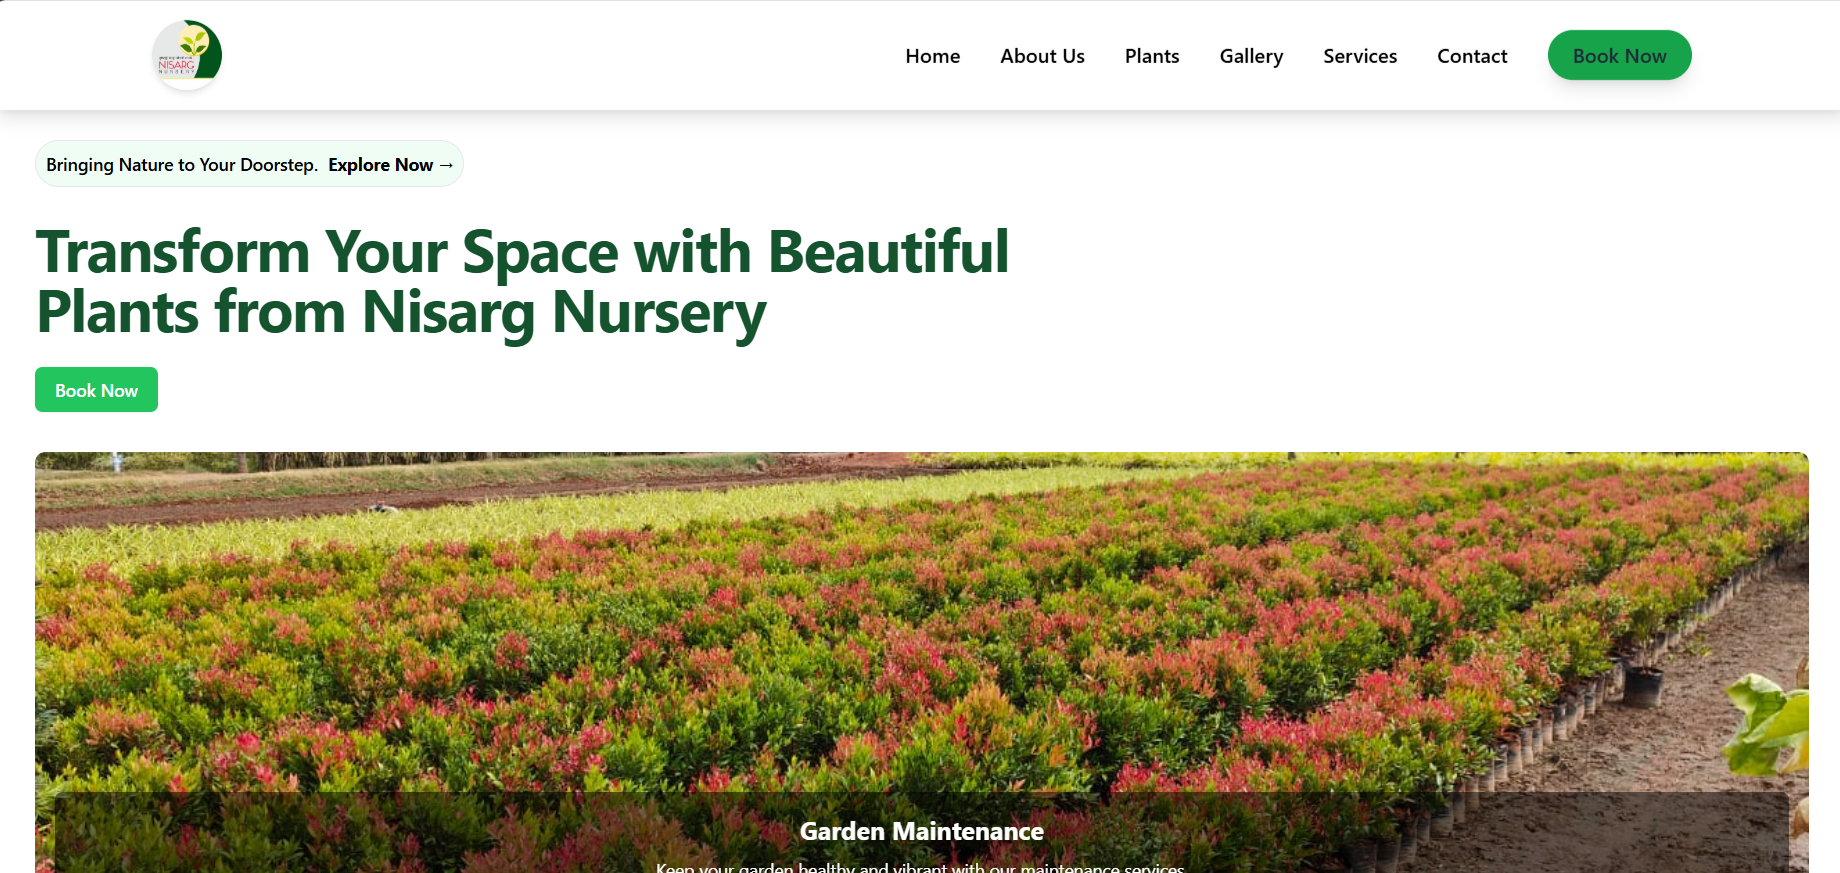 NISARG
NURSERY
Home About Us Plants Gallery Services Contact Book Now
Bringing Nature to Your Doorstep. Explore Now →
Transform Your Space with Beautiful
Plants from Nisarg Nursery
Book Now
Garden Maintenance
Keep your garden healthy and vibrant with our maintenance services